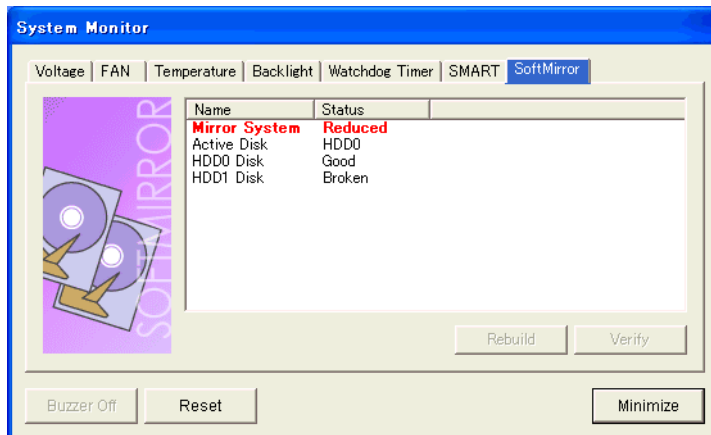 System Monitor
Voltage FAN Temperature Backlight Watchdog Timer SMART SoftMirror
SOFTMIRROR
Name Status
Mirror System Reduced
Active Disk HDD0
HDD0 Disk Good
HDD1 Disk Broken
Rebuild Verify
Buzzer Off Reset Minimize